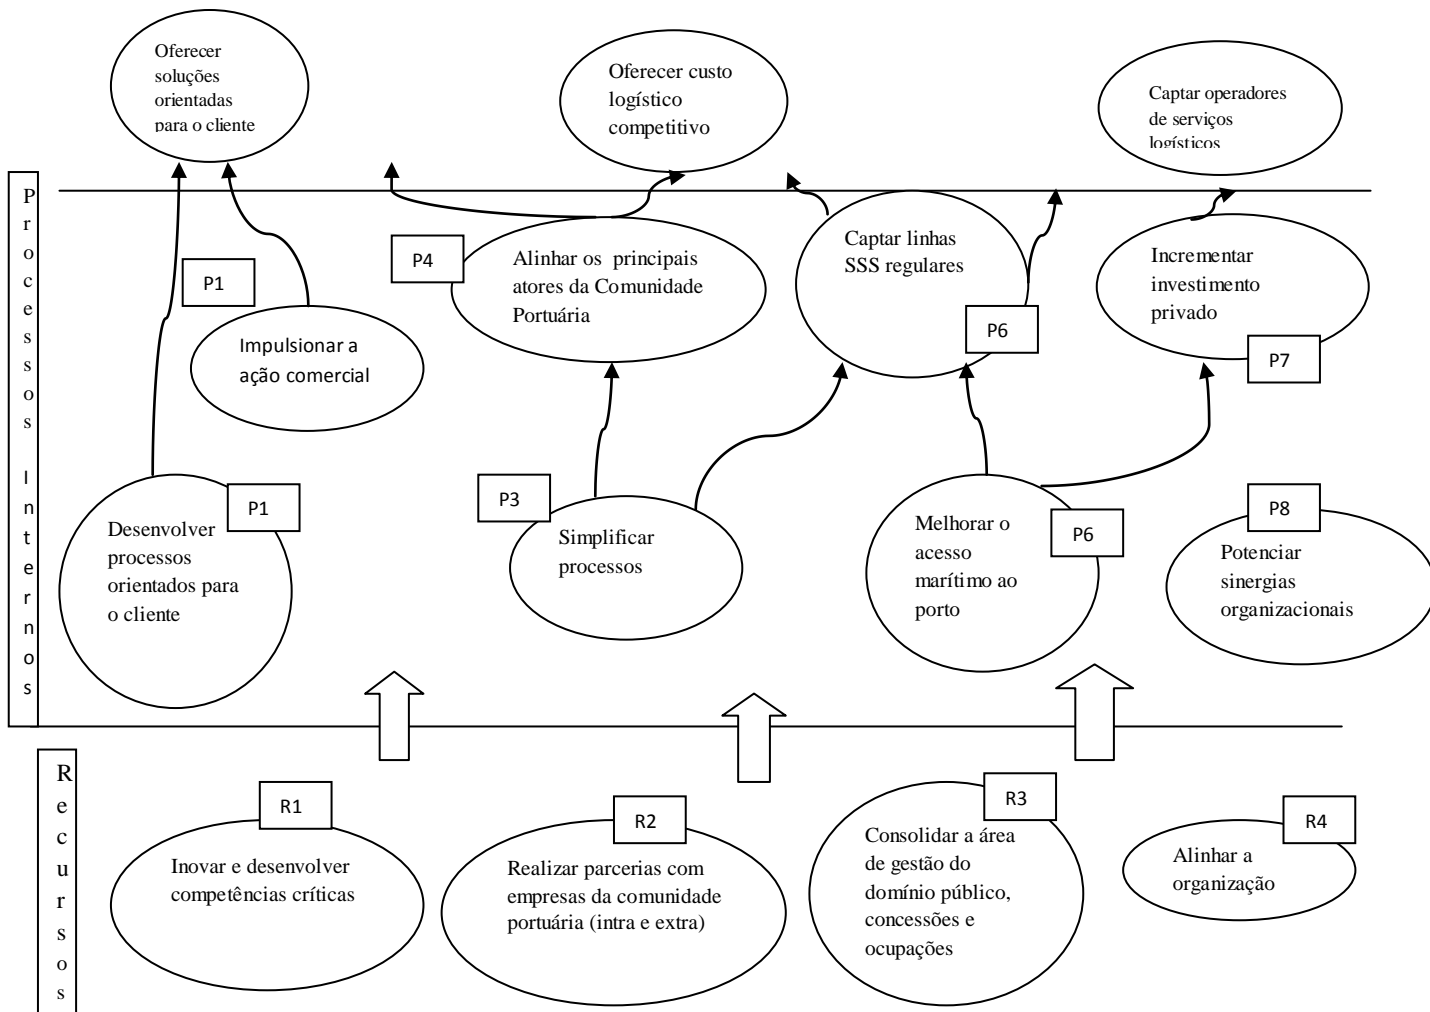 Oferecer
soluções
orientadas
para o cliente
Oferecer custo
logístico
competitivo
Captar operadores
de serviços
logísticos
Processos Internos
P4
Alinhar os principais
atores da Comunidade
Portuária
Captar linhas
SSS regulares
P6
Incrementar
investimento
privado
P7
P1
Impulsionar a
ação comercial
P1
Desenvolver
processos
orientados para
o cliente
P3
Simplificar
processos
Melhorar o
acesso
marítimo ao
porto
P6
P8
Potenciar
sinergias
organizacionais
Recursos
R1
Inovar e desenvolver
competências críticas
R2
Realizar parcerias com
empresas da comunidade
portuária (intra e extra)
R3
Consolidar a área
de gestão do
domínio público,
concessões e
ocupações
R4
Alinhar a
organização